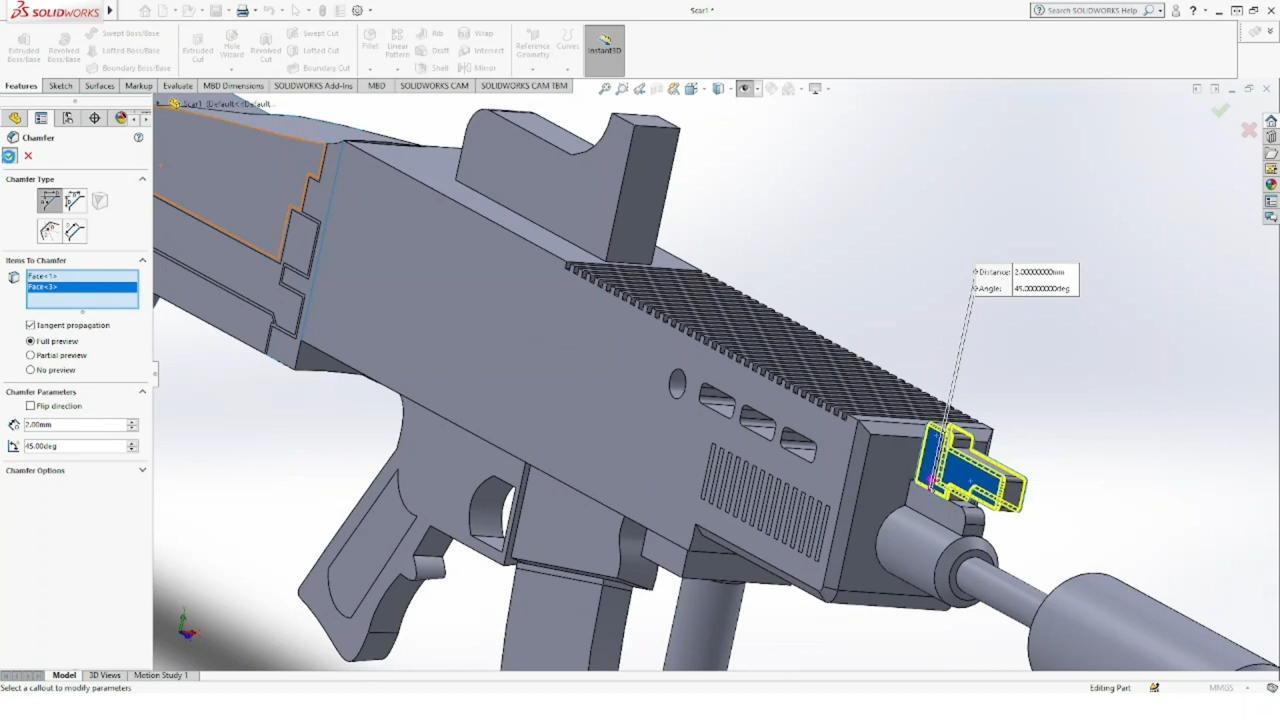 SOLIDWORKS
Scar1 *
Search SOLIDWORKS Help
Extruded Boss/Base
Revolved Boss/Base
Swept Boss/Base
Lofted Boss/Base
Boundary Boss/Base
Extruded Cut
Hole Wizard
Revolved Cut
Swept Cut
Lofted Cut
Boundary Cut
Fillet
Linear Pattern
Rib
Draft
Shell
Wrap
Intersect
Mirror
Reference Geometry
Curves
Instant3D
Features
Sketch
Surfaces
Markup
Evaluate
MBD Dimensions
SOLIDWORKS Add-Ins
MBD
SOLIDWORKS CAM
SOLIDWORKS CAM TBM
Scar1 (Default<<Default...
Chamfer
Chamfer Type
Items To Chamfer
Face<1>
Face<3>
Tangent propagation
Full preview
Partial preview
No preview
Chamfer Parameters
Flip direction
2.00mm
45.00deg
Chamfer Options
Distance: 2.00000000mm
Angle: 45.00000000deg
Model
3D Views
Motion Study 1
Select a callout to modify parameters
Editing Part
MMGS